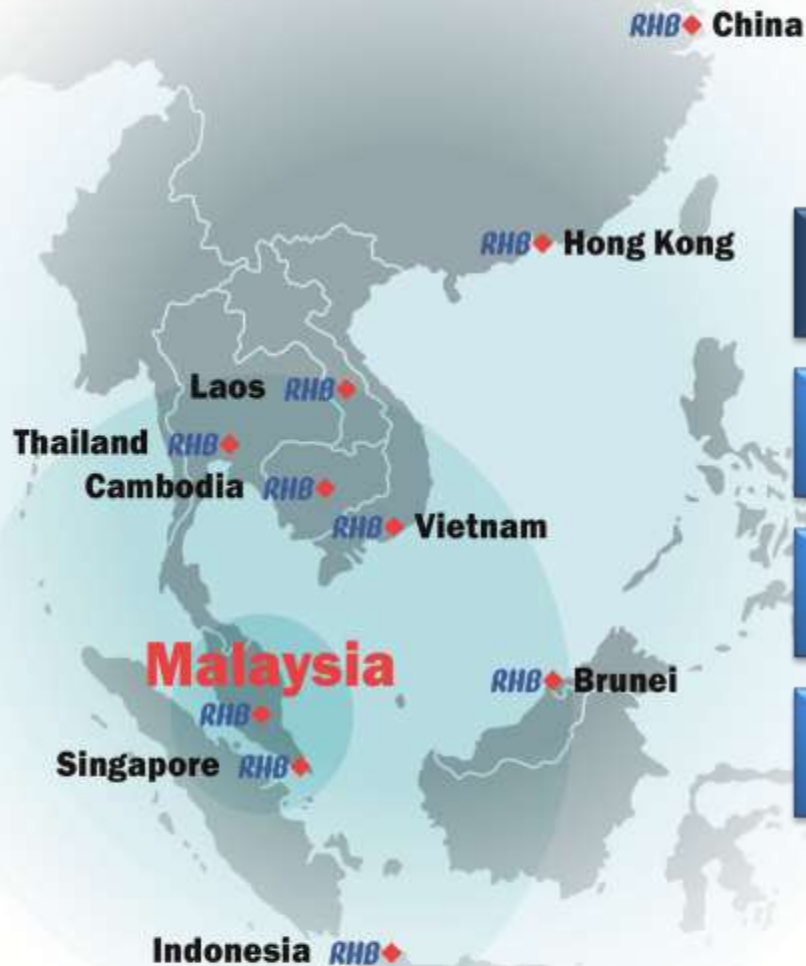 RHB China
RHB Hong Kong
Laos RHB
Thailand RHB
Cambodia RHB
RHB Vietnam
Malaysia
RHB
RHB Brunei
Singapore RHB
Indonesia RHB